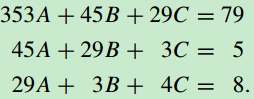 353A + 45B + 29C = 79
45A + 29B + 3C = 5
29A + 3B + 4C = 8.